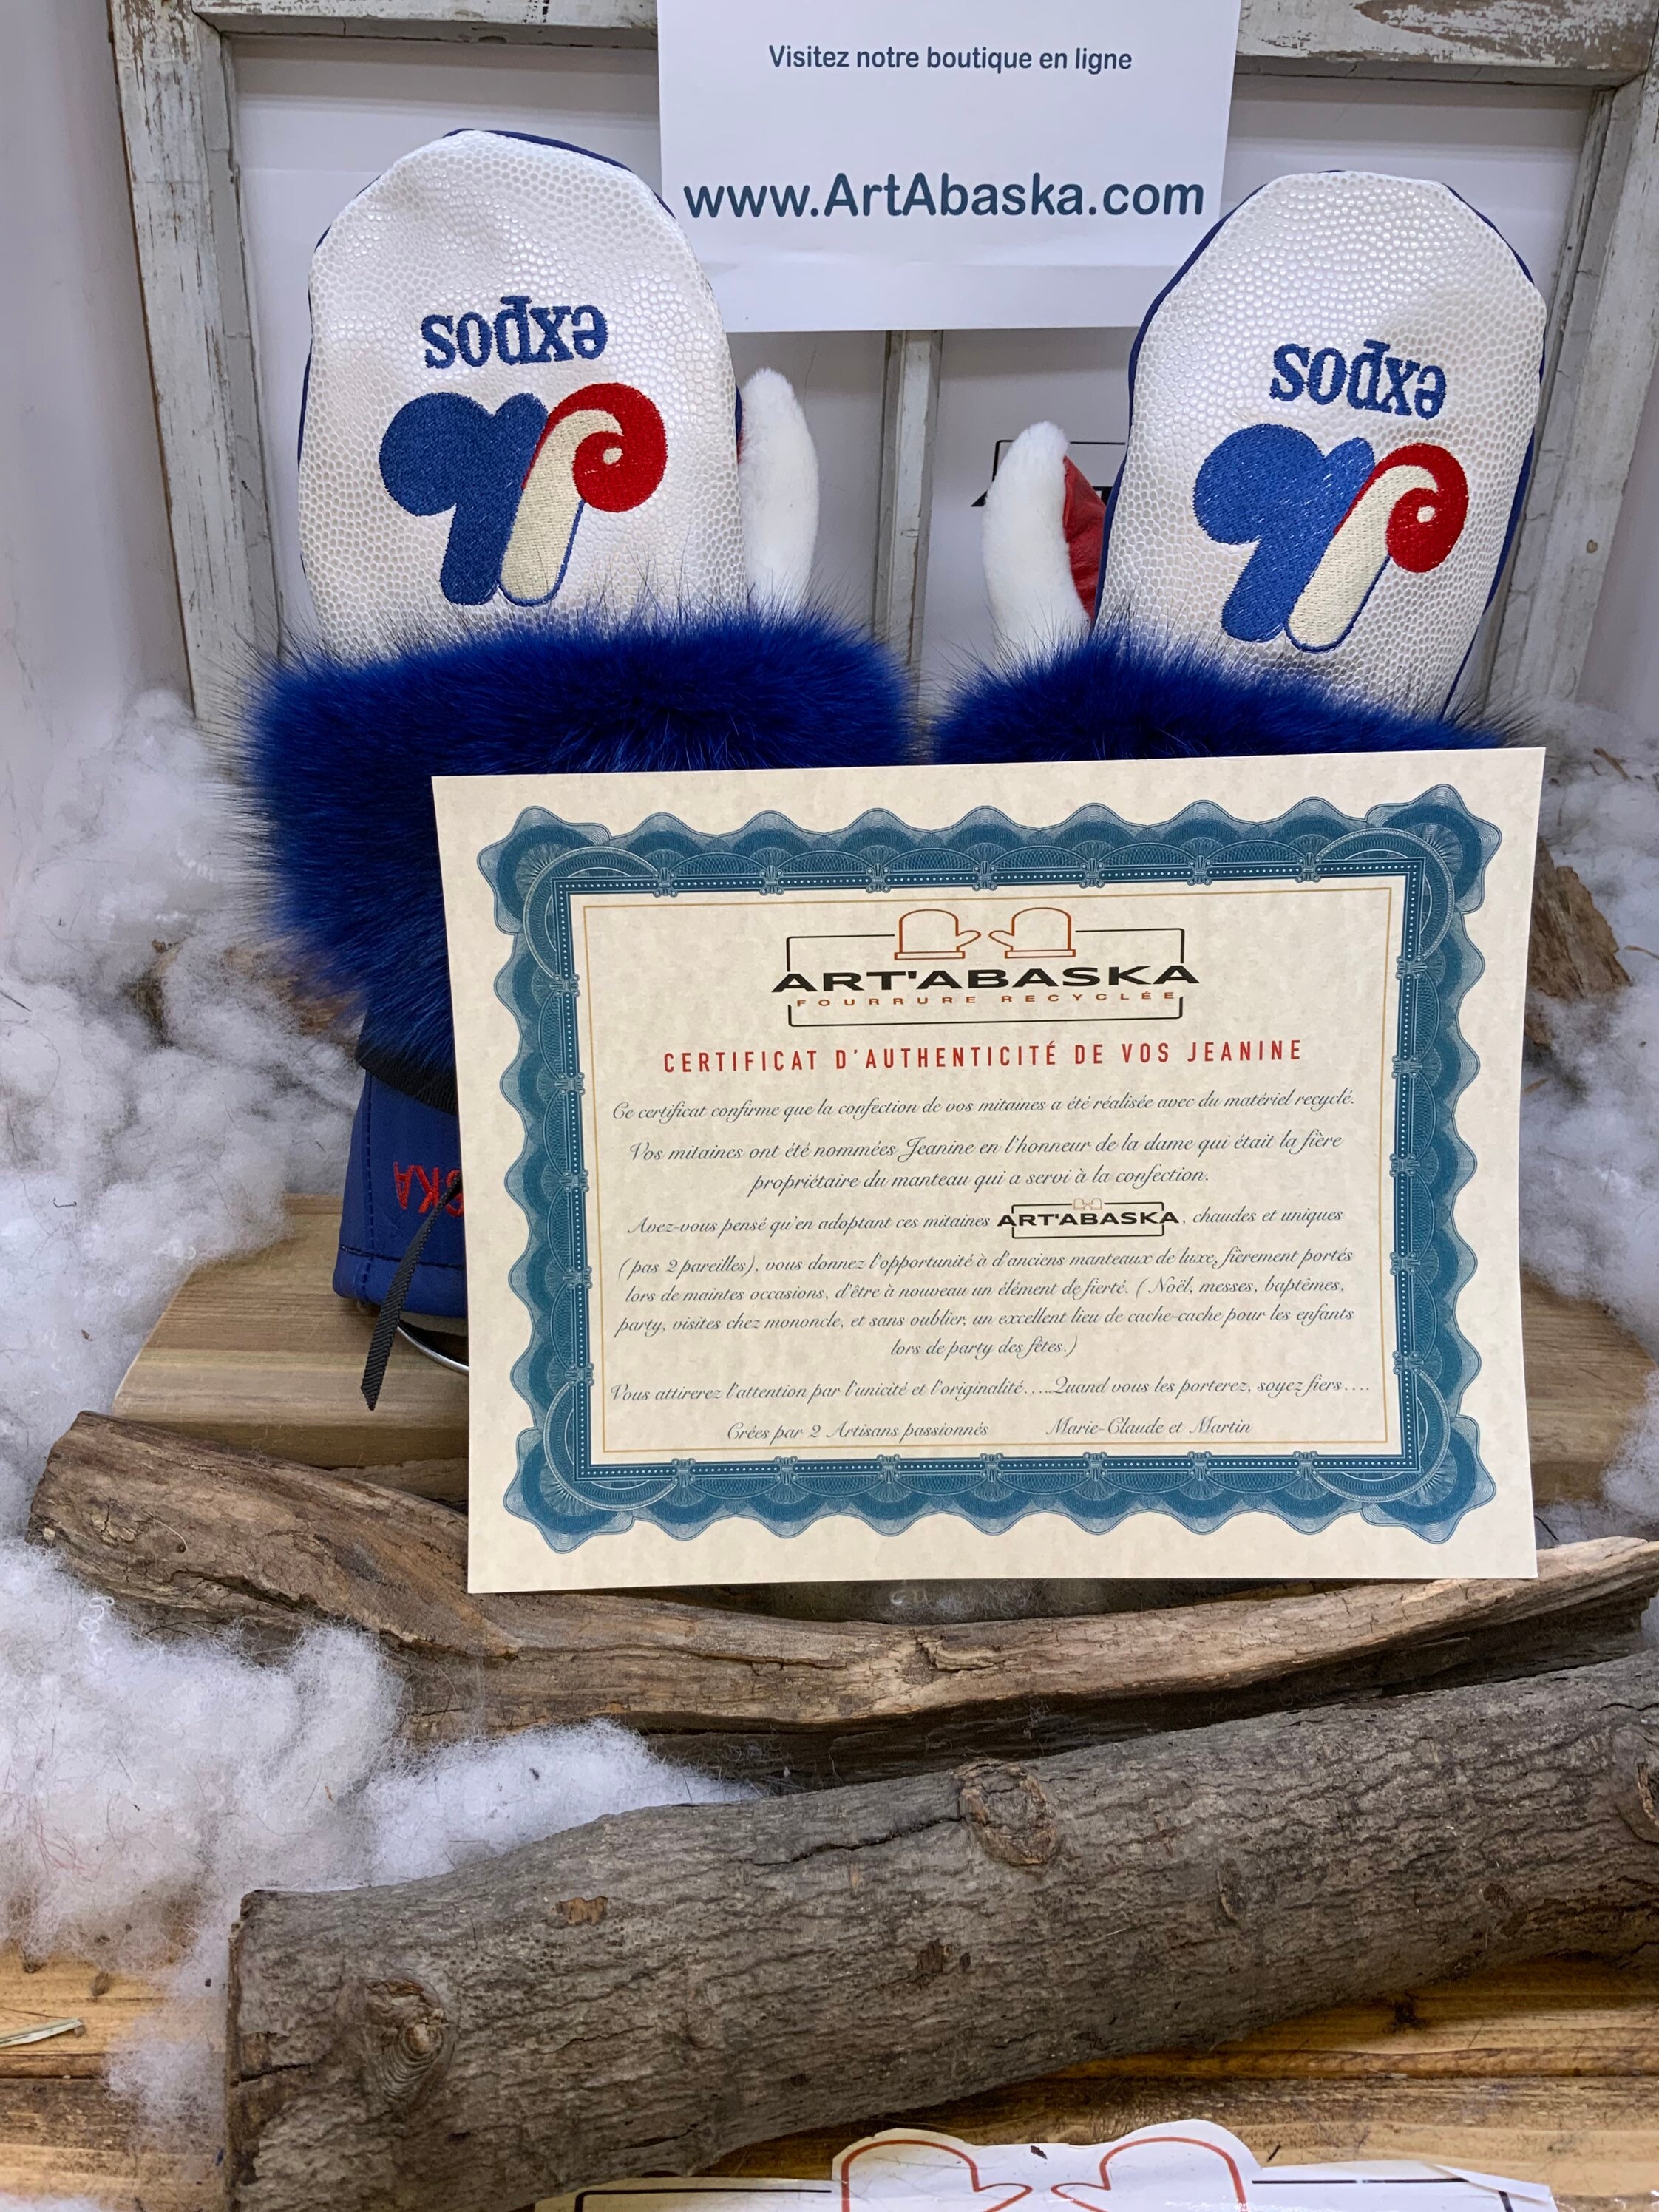 Visitez notre boutique en ligne
www.ArtAbaska.com
expos
expos
ART'ABASKA
FOURRURE RECYCLÉE
CERTIFICAT D'AUTHENTICITÉ DE VOS JEANINE
Ce certificat confirme que la confection de vos mitaines a été réalisée avec du matériel recyclé.
Vos mitaines ont été nommées Jeanine en l'honneur de la dame qui était la fière
propriétaire du manteau qui a servi à la confection.
Avez-vous pensé qu'en adoptant ces mitaines ART'ABASKA, chaudes et uniques
(pas 2 pareilles), vous donnez l'opportunité à d'anciens manteaux de luxe, fièrement portés
lors de maintes occasions, d'être à nouveau un élément de fierté. ( Noël, messes, baptêmes,
party, visites chez mononcle, et sans oublier, un excellent lieu de cache-cache pour les enfants
lors de party des fêtes.)
Vous attirerez l'attention par l'unicité et l'originalité.....Quand vous les porterez, soyez fiers....
Crées par 2 Artisans passionnés Marie-Claude et Martin